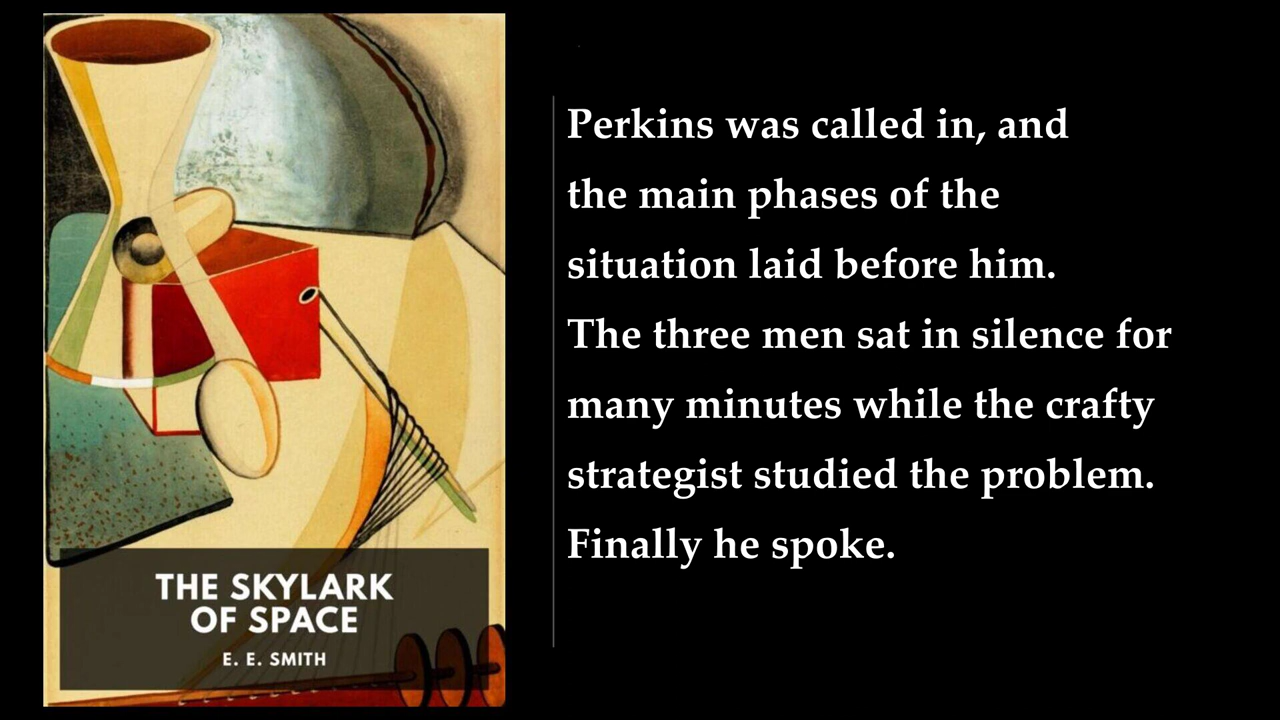 THE SKYLARK
OF SPACE
E. E. SMITH
Perkins was called in, and
the main phases of the
situation laid before him.
The three men sat in silence for
many minutes while the crafty
strategist studied the problem.
Finally he spoke.